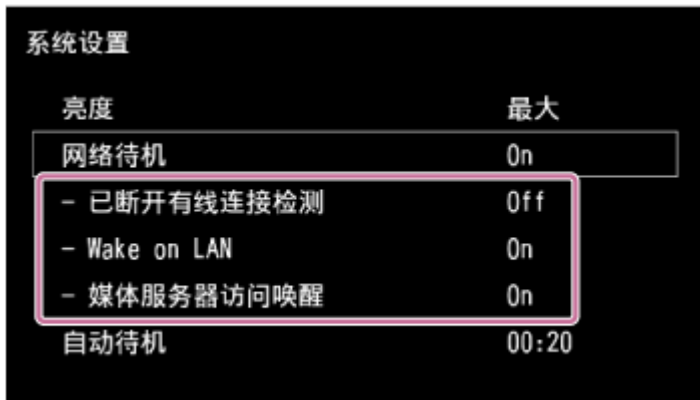 系统设置
亮度 最大
网络待机 On
- 已断开有线连接检测 Off
- Wake on LAN On
- 媒体服务器访问唤醒 On
自动待机 00:20